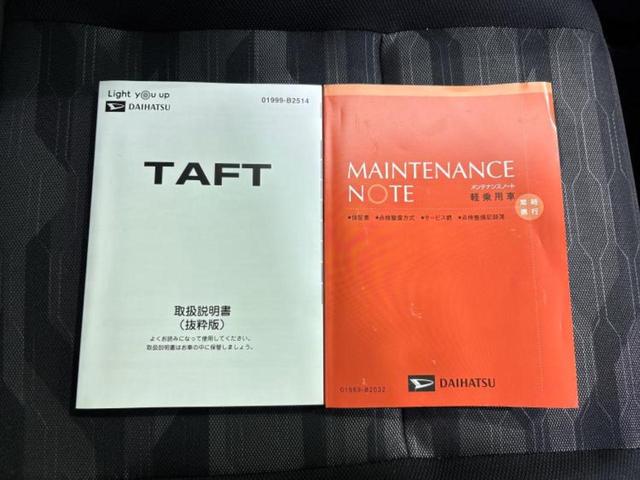 Light you up
DAIHATSU
01999-B2514
TAFT
取扱説明書
(抜粋版)
よくお読みになって使用してください。
取扱説明書はお車の中に保管しましょう。
MAINTENANCE
NOTE
メンテナンスノート
軽乗用車
常時
携行
●保証書 ●点検整備方式 ●サービス網 ●点検整備記録簿
01999-B2032
DAIHATSU